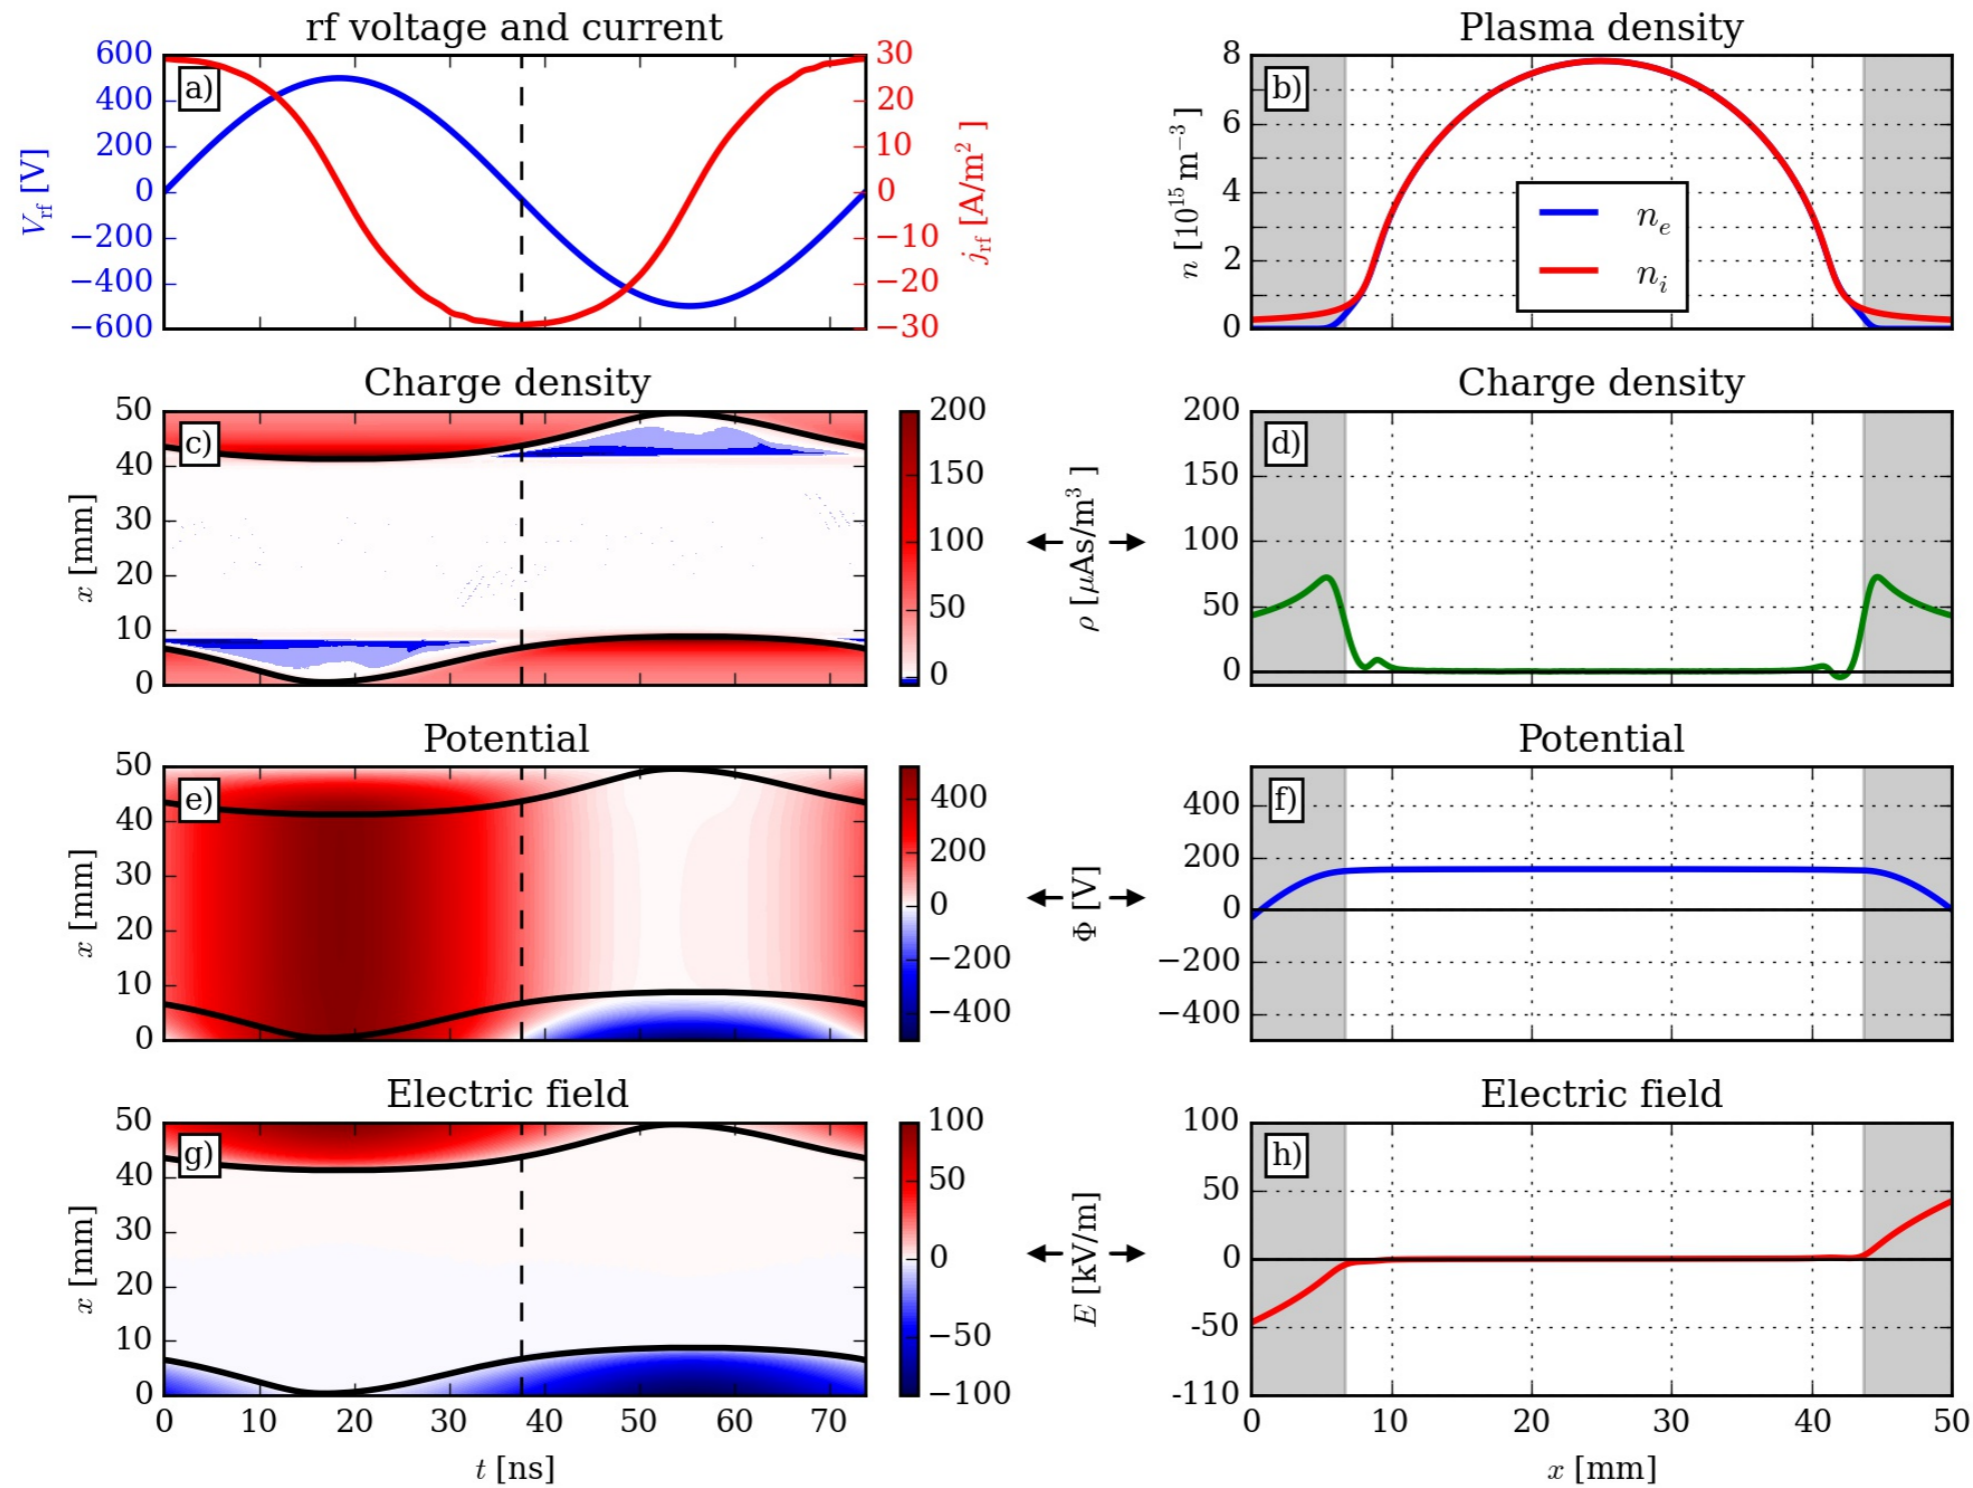 rf voltage and current
a)
600
400
200
0
−200
−400
−600
V_rf [V]
30
20
10
0
−10
−20
−30
j_rf [A/m²]
Plasma density
b)
8
6
4
2
0
n [10¹⁵ m⁻³]
n_e
n_i
Charge density
c)
50
40
30
20
10
0
x [mm]
200
150
100
50
0
ρ [μAs/m³]
Charge density
d)
200
150
100
50
0
Potential
e)
50
40
30
20
10
0
x [mm]
400
200
0
−200
−400
Φ [V]
Potential
f)
400
200
0
−200
−400
Electric field
g)
50
40
30
20
10
0
x [mm]
0 10 20 30 40 50 60 70
t [ns]
100
50
0
−50
−100
E [kV/m]
Electric field
h)
100
50
0
-50
-110
0 10 20 30 40 50
x [mm]